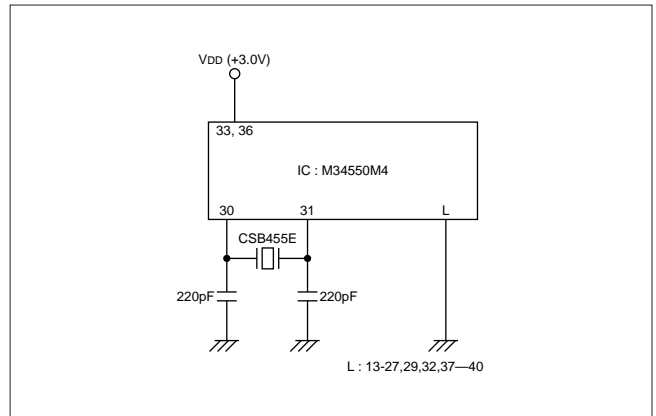 VDD (+3.0V)
33, 36
IC : M34550M4
30 31 L
CSB455E
220pF 220pF
L : 13-27,29,32,37—40